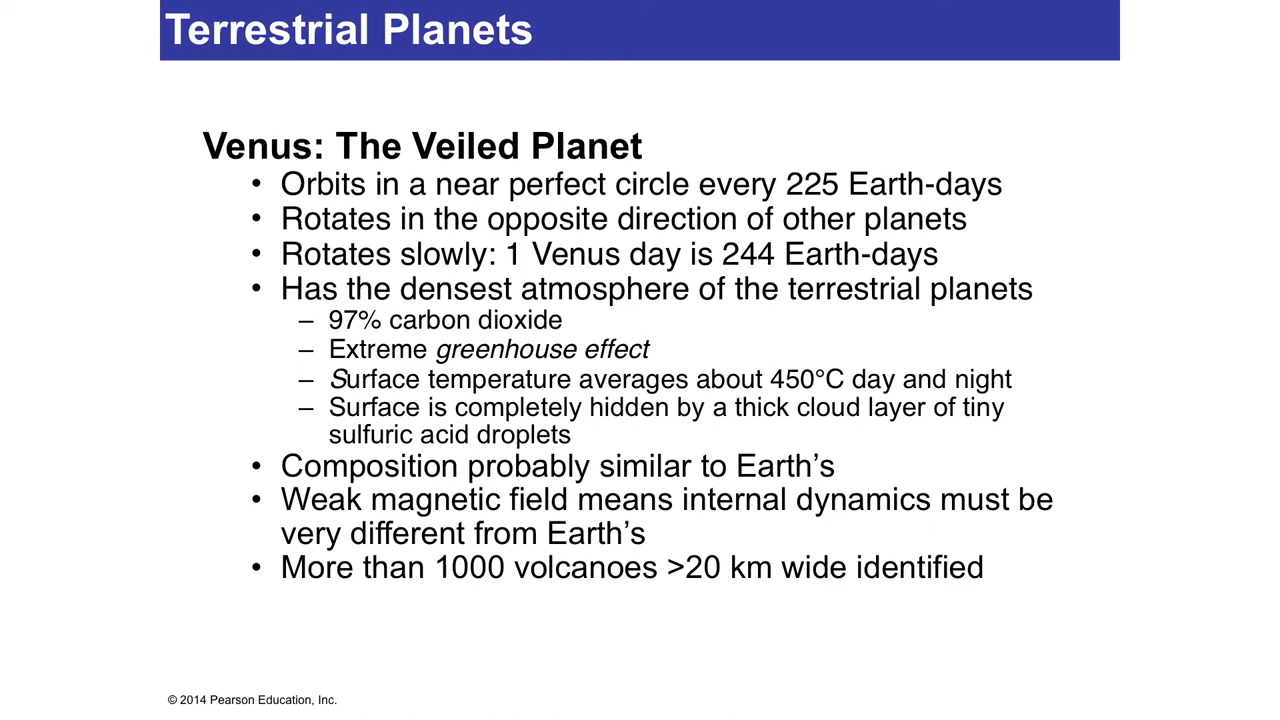 Terrestrial Planets
Venus: The Veiled Planet
• Orbits in a near perfect circle every 225 Earth-days
• Rotates in the opposite direction of other planets
• Rotates slowly: 1 Venus day is 244 Earth-days
• Has the densest atmosphere of the terrestrial planets
– 97% carbon dioxide
– Extreme greenhouse effect
– Surface temperature averages about 450°C day and night
– Surface is completely hidden by a thick cloud layer of tiny
sulfuric acid droplets
• Composition probably similar to Earth’s
• Weak magnetic field means internal dynamics must be
very different from Earth’s
• More than 1000 volcanoes >20 km wide identified
© 2014 Pearson Education, Inc.